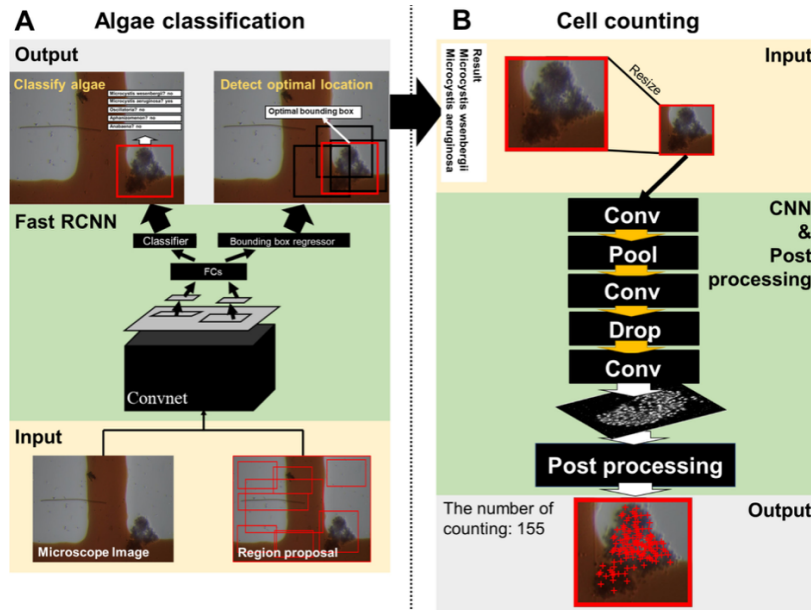 A
Algae classification
Output
Classify algae
Microcystis wesenbergii? no
Microcystis aeruginosa? yes
Oscillatoria? no
Aphanizomenon? no
Anabaena? no
Detect optimal location
Optimal bounding box
Fast RCNN
Classifier
Bounding box regressor
FCs
Convnet
Input
Microscope Image
Region proposal
B
Cell counting
Input
Result
Microcystis wsenbergii
Microcystis aeruginosa
Resize
CNN
&
Post
processing
Conv
Pool
Conv
Drop
Conv
Post processing
The number of
counting: 155
Output